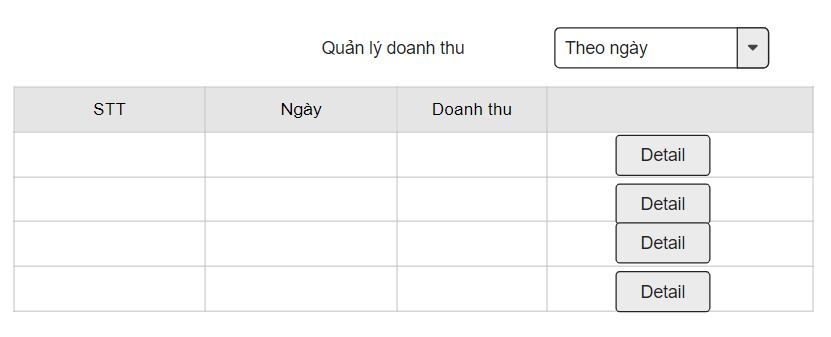 Quản lý doanh thu Theo ngày
STT Ngày Doanh thu
Detail
Detail
Detail
Detail